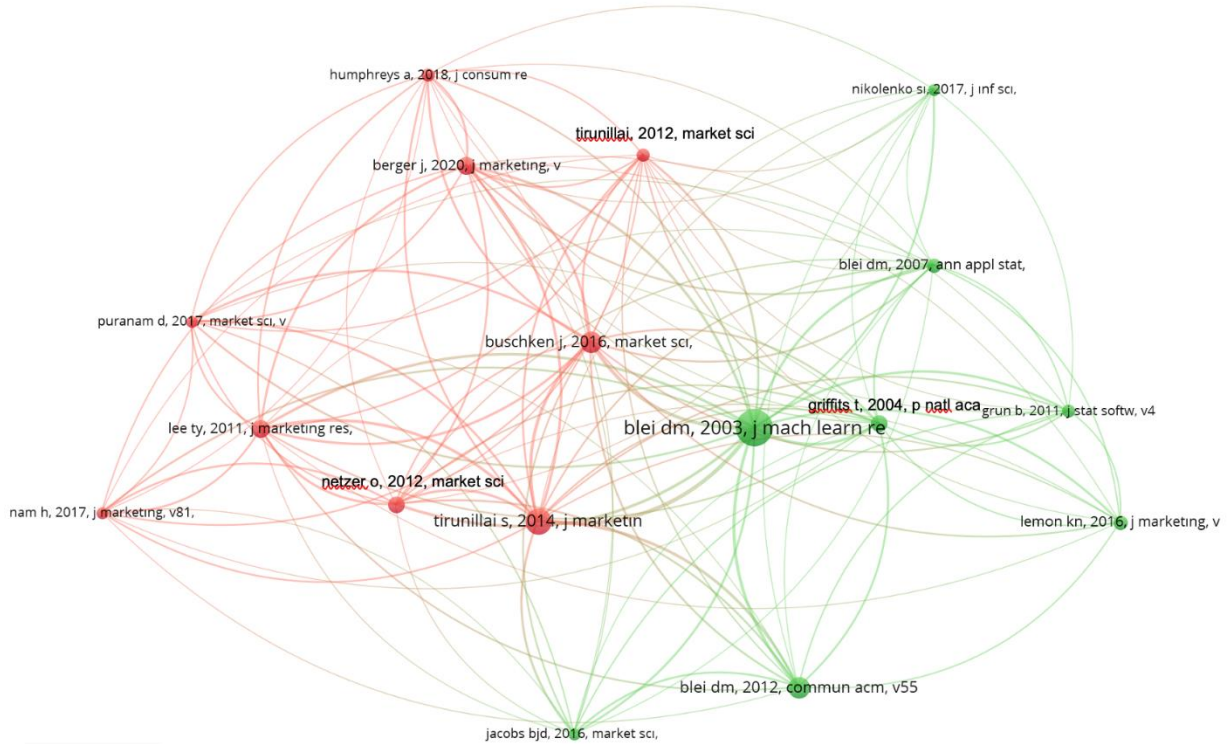 humphreys a, 2018, j consum re
nikolenko sı, 2017, j ınf scı,
tirunillai, 2012, market sci
berger j, 2020, j marketıng, v
blei dm, 2007, ann appl stat,
puranam d, 2017, market scı, v
buschken j, 2016, market scı,
griffits t, 2004, p natl aca
grun b, 2011, j stat softw, v4
blei dm, 2003, j mach learn re
lee ty, 2011, j marketıng res,
netzer o, 2012, market sci
nam h, 2017, j marketıng, v81,
tirunillai s, 2014, j marketın
lemon kn, 2016, j marketıng, v
blei dm, 2012, commun acm, v55
jacobs bjd, 2016, market scı,